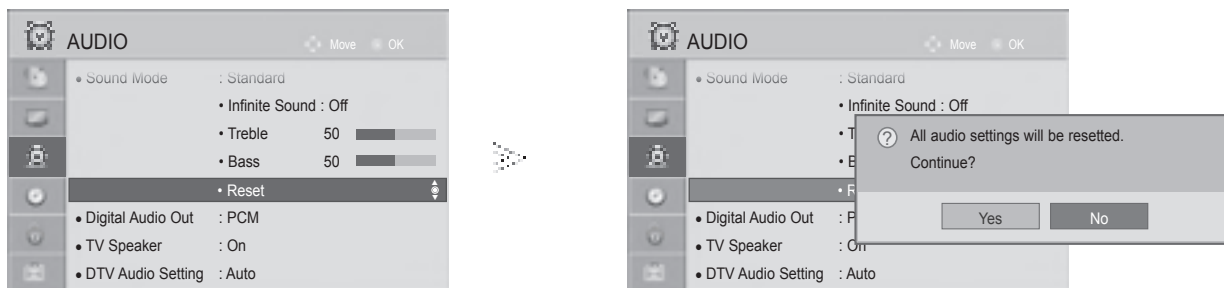 AUDIO
Move OK
• Sound Mode : Standard
• Infinite Sound : Off
• Treble 50
• Bass 50
• Reset
• Digital Audio Out : PCM
• TV Speaker : On
• DTV Audio Setting : Auto
AUDIO
Move OK
• Sound Mode : Standard
• Infinite Sound : Off
• T
• B
• R
• Digital Audio Out : P
• TV Speaker : On
• DTV Audio Setting : Auto
? All audio settings will be resetted.
Continue?
Yes No